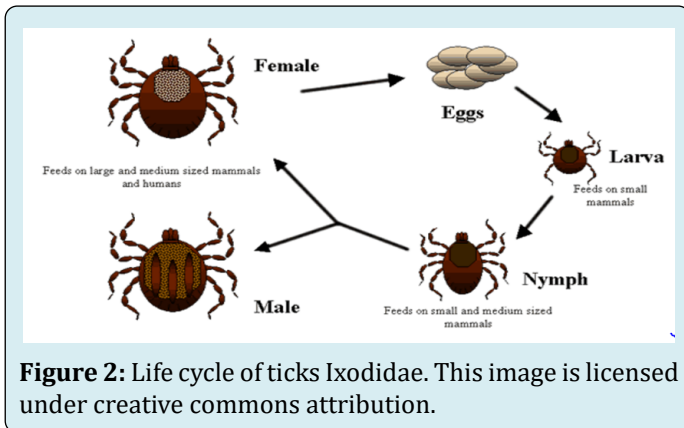 Female
Eggs
Feeds on large and medium sized mammals
and humans
Larva
Feeds on small
mammals
Male
Nymph
Feeds on small and medium sized
mammals
Figure 2: Life cycle of ticks Ixodidae. This image is licensed
under creative commons attribution.